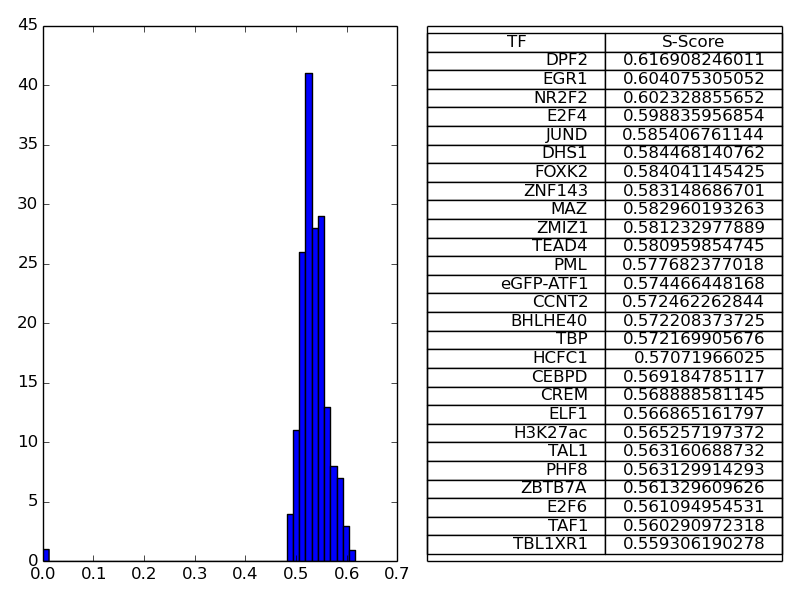 45
40
35
30
25
20
15
10
5
0
0.0 0.1 0.2 0.3 0.4 0.5 0.6 0.7
TF S-Score
DPF2 0.616908246011
EGR1 0.604075305052
NR2F2 0.602328855652
E2F4 0.598835956854
JUND 0.585406761144
DHS1 0.584468140762
FOXK2 0.584041145425
ZNF143 0.583148686701
MAZ 0.582960193263
ZMIZ1 0.581232977889
TEAD4 0.580959854745
PML 0.577682377018
eGFP-ATF1 0.574466448168
CCNT2 0.572462262844
BHLHE40 0.572208373725
TBP 0.572169905676
HCFC1 0.57071966025
CEBPD 0.569184785117
CREM 0.568888581145
ELF1 0.566865161797
H3K27ac 0.565257197372
TAL1 0.563160688732
PHF8 0.563129914293
ZBTB7A 0.561329609626
E2F6 0.561094954531
TAF1 0.560290972318
TBL1XR1 0.559306190278